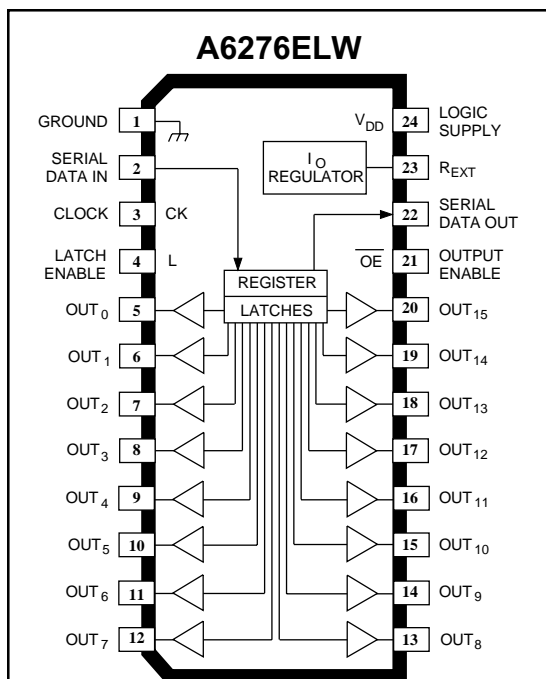 A6276ELW
GROUND 1
V_DD 24 LOGIC SUPPLY
SERIAL DATA IN 2
I_O REGULATOR
23 R_EXT
CLOCK 3 CK
22 SERIAL DATA OUT
LATCH ENABLE 4 L
OE 21 OUTPUT ENABLE
REGISTER
LATCHES
OUT_0 5
20 OUT_15
OUT_1 6
19 OUT_14
OUT_2 7
18 OUT_13
OUT_3 8
17 OUT_12
OUT_4 9
16 OUT_11
OUT_5 10
15 OUT_10
OUT_6 11
14 OUT_9
OUT_7 12
13 OUT_8